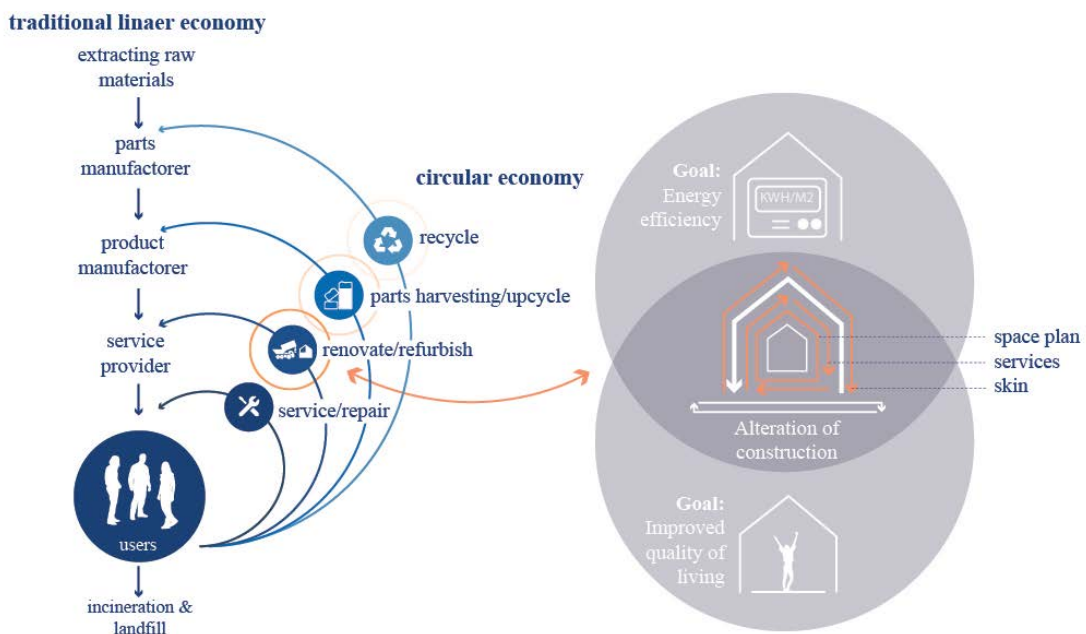 traditional linaer economy
extracting raw
materials
parts
manufactorer
circular economy
recycle
product
manufactorer
parts harvesting/upcycle
renovate/refurbish
service
provider
service/repair
users
incineration &
landfill
Goal:
Energy
efficiency
KWH/M2
space plan
services
skin
Alteration of
construction
Goal:
Improved
quality of
living